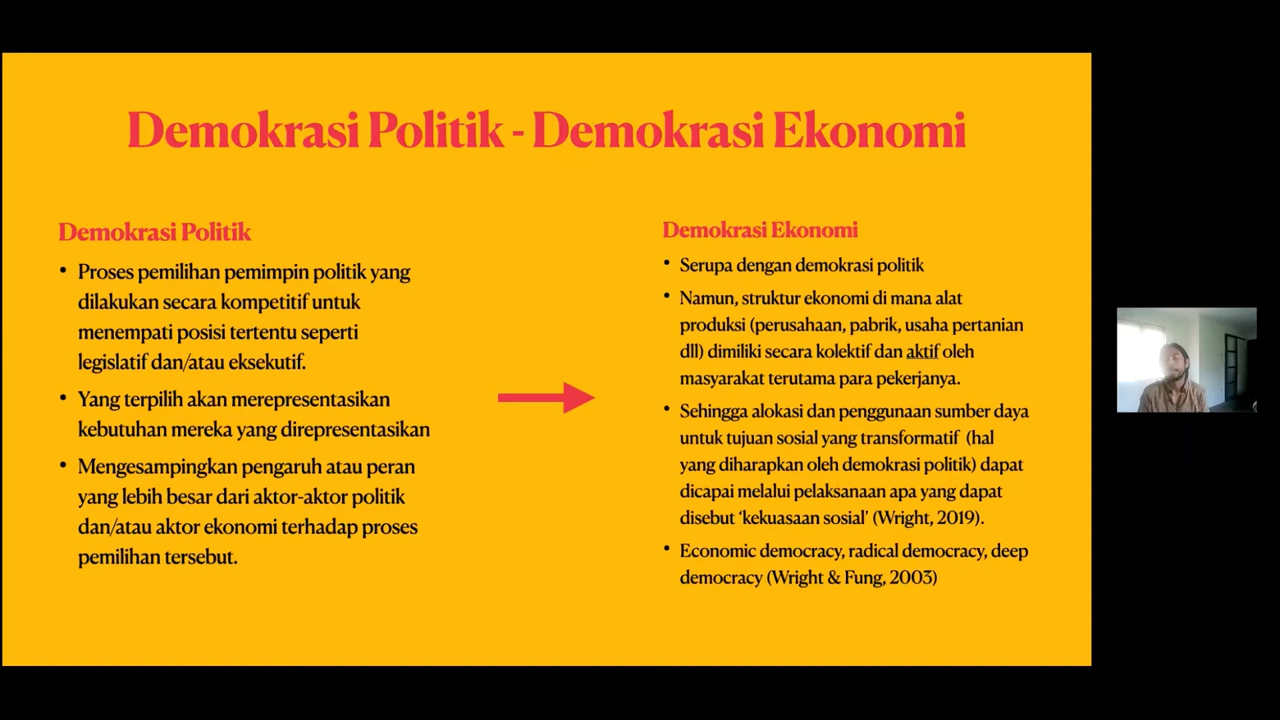 Demokrasi Politik - Demokrasi Ekonomi
Demokrasi Politik
• Proses pemilihan pemimpin politik yang
dilakukan secara kompetitif untuk
menempati posisi tertentu seperti
legislatif dan/atau eksekutif.
• Yang terpilih akan merepresentasikan
kebutuhan mereka yang direpresentasikan
• Mengesampingkan pengaruh atau peran
yang lebih besar dari aktor-aktor politik
dan/atau aktor ekonomi terhadap proses
pemilihan tersebut.
Demokrasi Ekonomi
• Serupa dengan demokrasi politik
• Namun, struktur ekonomi di mana alat
produksi (perusahaan, pabrik, usaha pertanian
dll) dimiliki secara kolektif dan aktif oleh
masyarakat terutama para pekerjanya.
• Sehingga alokasi dan penggunaan sumber daya
untuk tujuan sosial yang transformatif (hal
yang diharapkan oleh demokrasi politik) dapat
dicapai melalui pelaksanaan apa yang dapat
disebut ‘kekuasaan sosial’ (Wright, 2019).
• Economic democracy, radical democracy, deep
democracy (Wright & Fung, 2003)